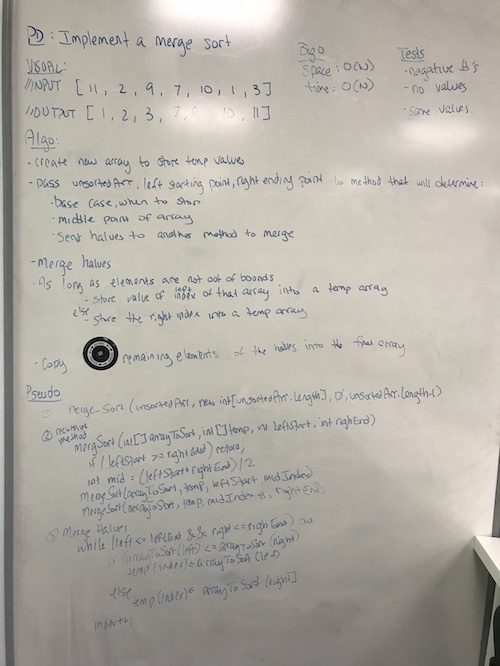 PD: Implement a merge sort
VISUAL:
//INPUT [11, 2, 9, 7, 10, 1, 3]
//OUTPUT [1, 2, 3, 7, 9, 10, 11]
Big O
Space: O(N)
time: O(N)
Tests
- negative #'s
- no values
- same values
Algo:
- create new array to store temp values
- pass unsortedArr, left starting point, right ending point to method that will determine:
- base case, when to stop
- middle point of array
- sent halves to another method to merge
- Merge halves
- As long as elements are not out of bounds
- store value of left index of that array into a temp array
else - store the right index into a temp array
- Copy remaining elements of the halves into the final array
Pseudo
① merge-Sort (unsortedArr, new int[unsortedArr.length], 0, unsortedArr.length-1)
② recursive method
mergSort(int[] arrayToSort, int[] temp, int leftStart, int righEnd)
if (leftStart >= rightEnd) return;
int mid = (leftStart + rightEnd) / 2
mergeSort(arrayToSort, temp, leftStart, midIndex)
mergeSort(arrayToSort, temp, midIndex +1, rightEnd)
③ Merge Halves
while (left <= leftEnd && right <= righEnd)
if (arrayToSort(left) <= arrayToSort (right)
temp (index) = arrayToSort (left)
else
temp (index) = arrayToSort [right]